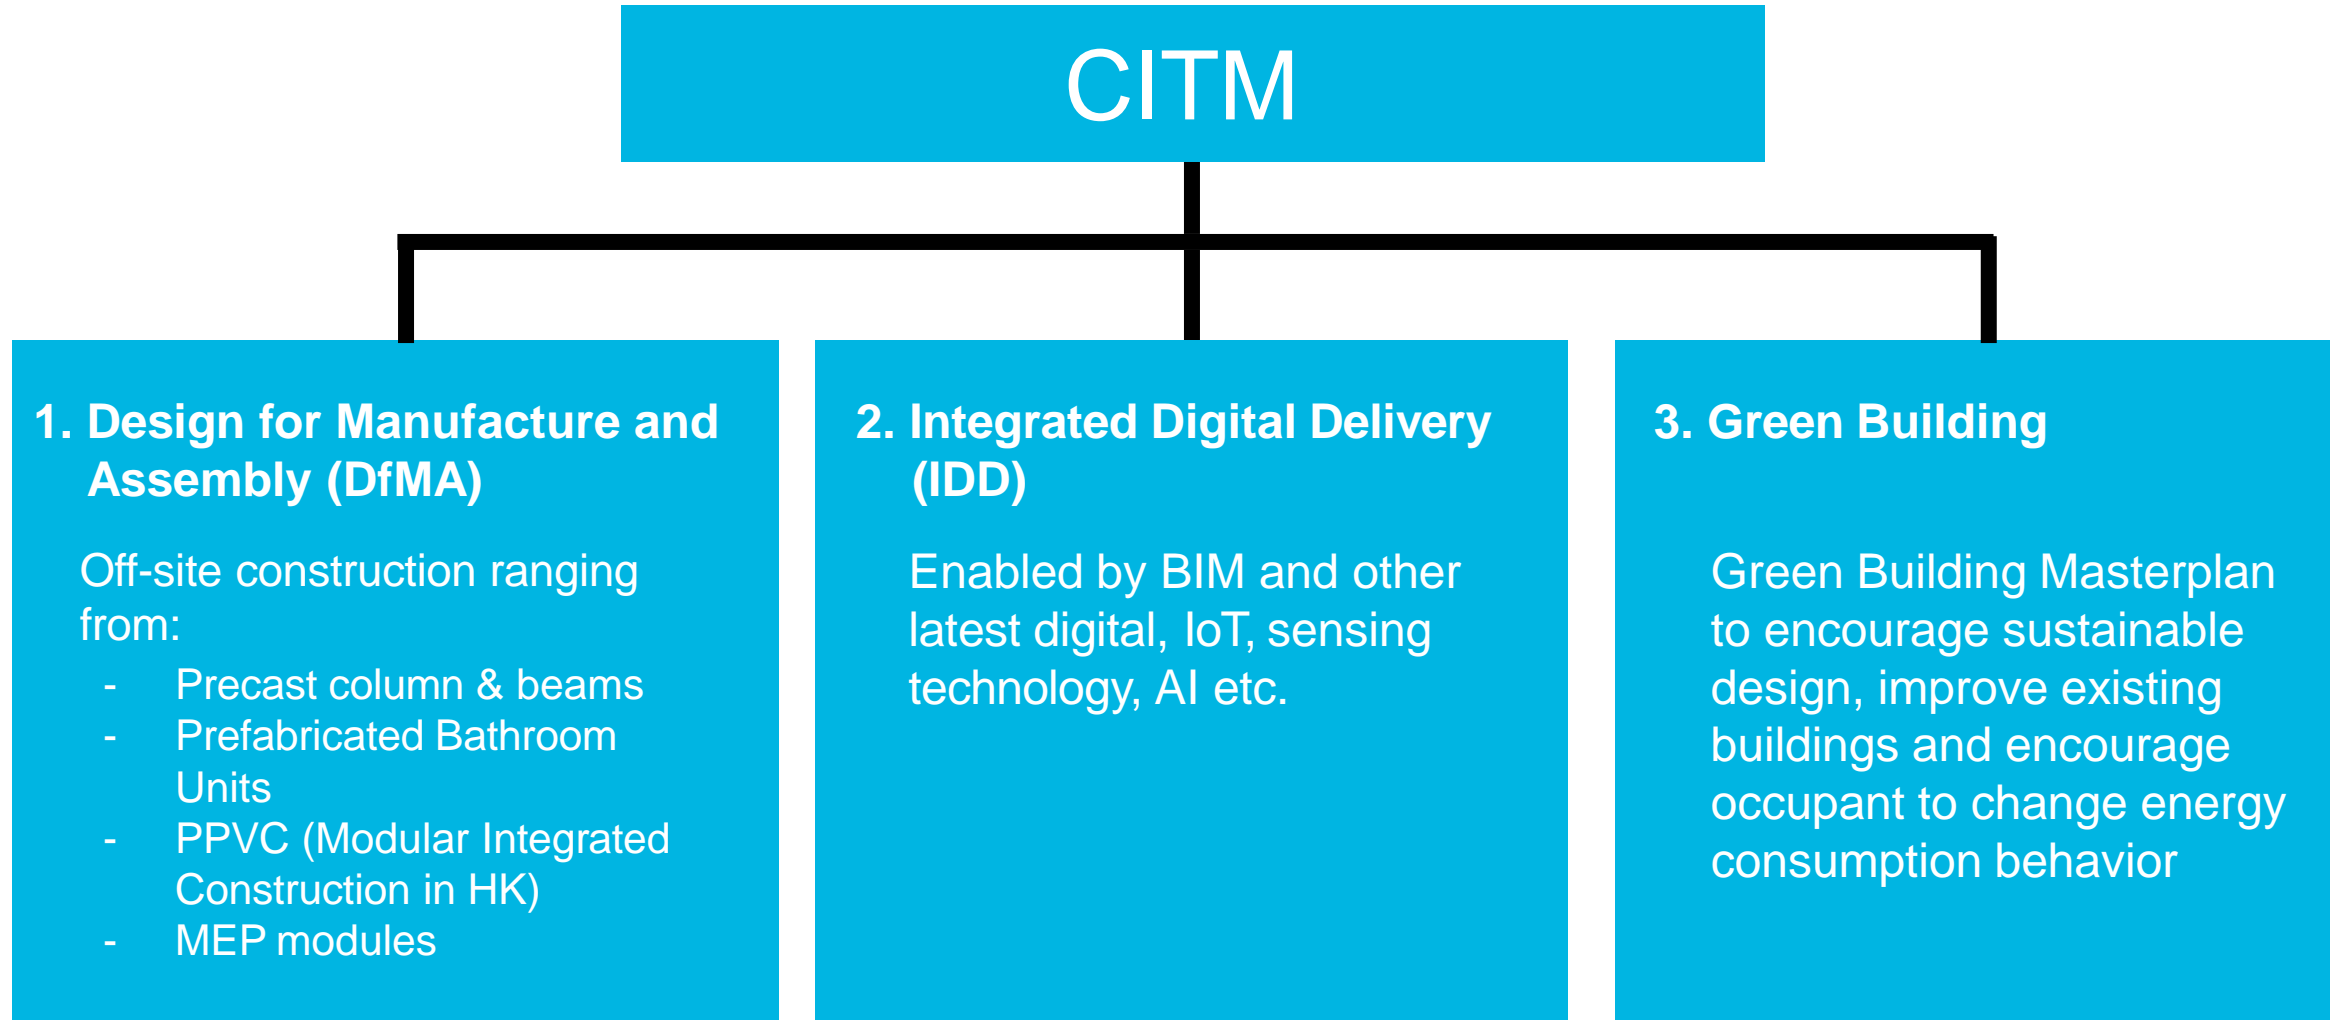 CITM
1. Design for Manufacture and
Assembly (DfMA)
Off-site construction ranging
from:
- Precast column & beams
- Prefabricated Bathroom
Units
- PPVC (Modular Integrated
Construction in HK)
- MEP modules
2. Integrated Digital Delivery
(IDD)
Enabled by BIM and other
latest digital, IoT, sensing
technology, AI etc.
3. Green Building
Green Building Masterplan
to encourage sustainable
design, improve existing
buildings and encourage
occupant to change energy
consumption behavior